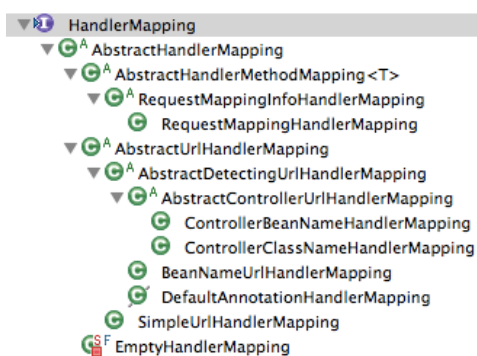 HandlerMapping
A AbstractHandlerMapping
A AbstractHandlerMethodMapping<T>
A RequestMappingInfoHandlerMapping
RequestMappingHandlerMapping
A AbstractUrlHandlerMapping
A AbstractDetectingUrlHandlerMapping
A AbstractControllerUrlHandlerMapping
ControllerBeanNameHandlerMapping
ControllerClassNameHandlerMapping
BeanNameUrlHandlerMapping
DefaultAnnotationHandlerMapping
SimpleUrlHandlerMapping
S F EmptyHandlerMapping